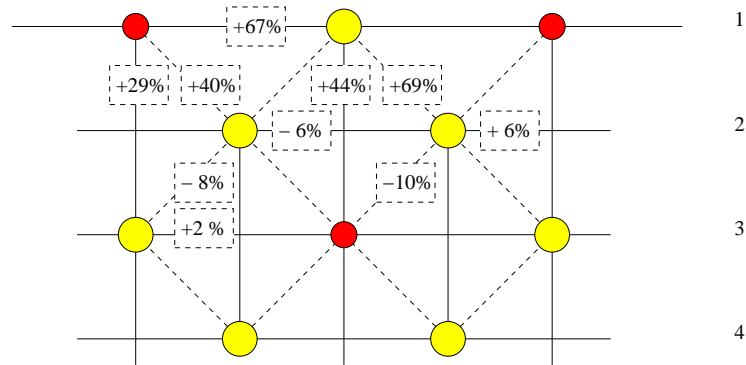 +67% 1
+29% +40% +44% +69%
– 6% + 6% 2
– 8% –10%
+2 % 3
4